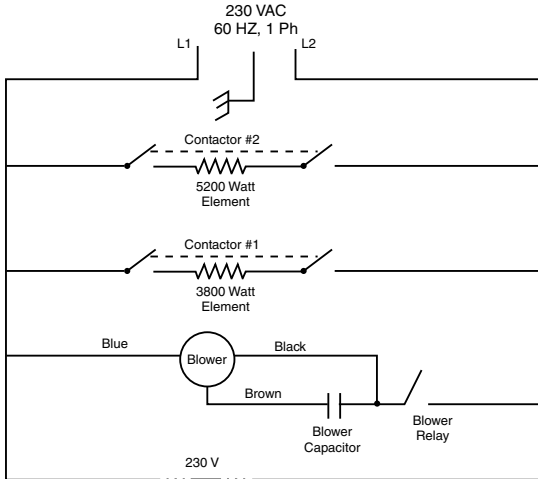 230 VAC
60 HZ, 1 Ph
L1
L2
Contactor #2
5200 Watt
Element
Contactor #1
3800 Watt
Element
Blue
Blower
Black
Brown
Blower
Capacitor
Blower
Relay
230 V